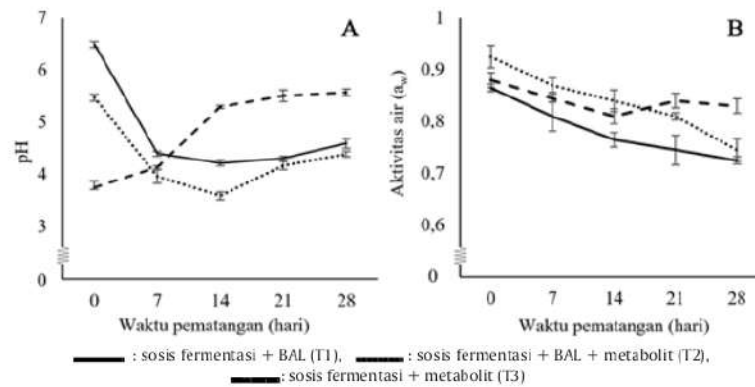 A
pH
7
6
5
4
3
0
0 7 14 21 28
Waktu pematangan (hari)
B
Aktivitas air (aw)
1
0,9
0,8
0.7
0,6
0
0 7 14 21 28
Waktu pematangan (hari)
: sosis fermentasi + BAL (T1), : sosis fermentasi + BAL + metabolit (T2),
: sosis fermentasi + metabolit (T3)